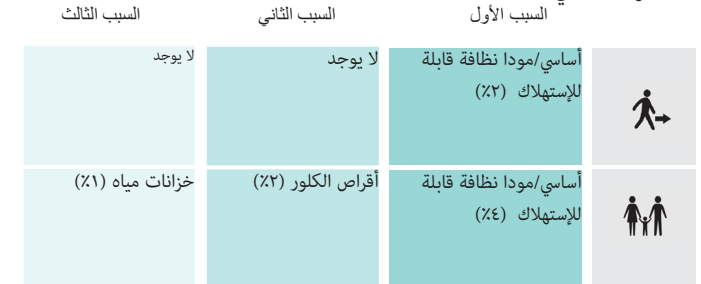 السبب الأول السبب الثاني السبب الثالث
أساسي/مودا نظافة قابلة للإستهلاك (٢٪) لا يوجد لا يوجد
أساسي/مودا نظافة قابلة للإستهلاك (٤٪) أقراص الكلور (٢٪) خزانات مياه (١٪)